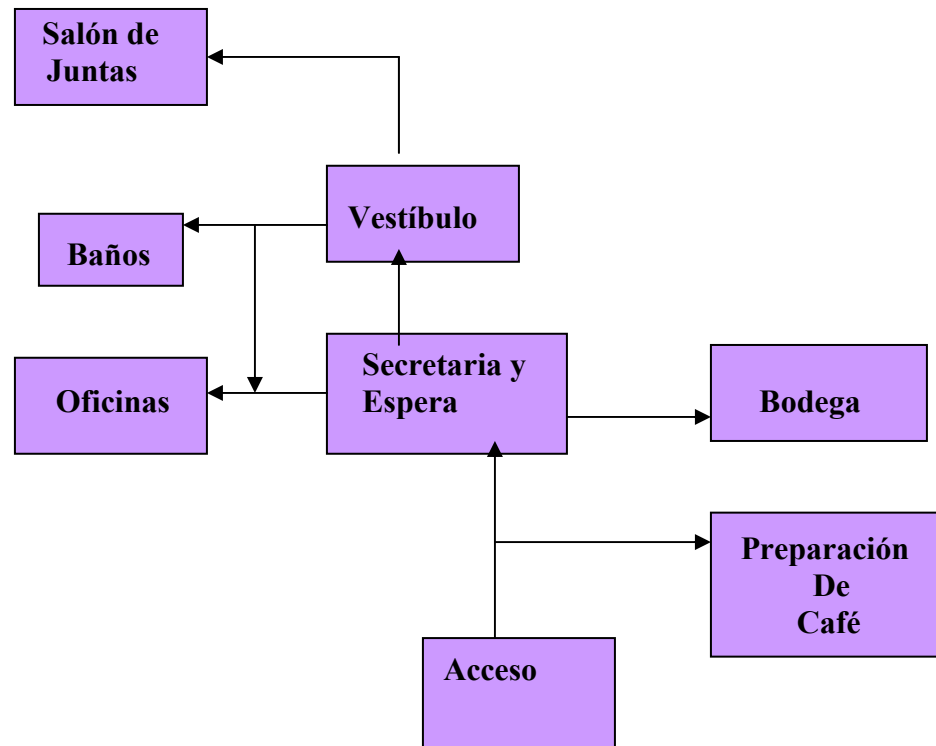 Salón de
Juntas
Vestíbulo
Baños
Secretaria y
Espera
Oficinas
Bodega
Preparación
De
Café
Acceso